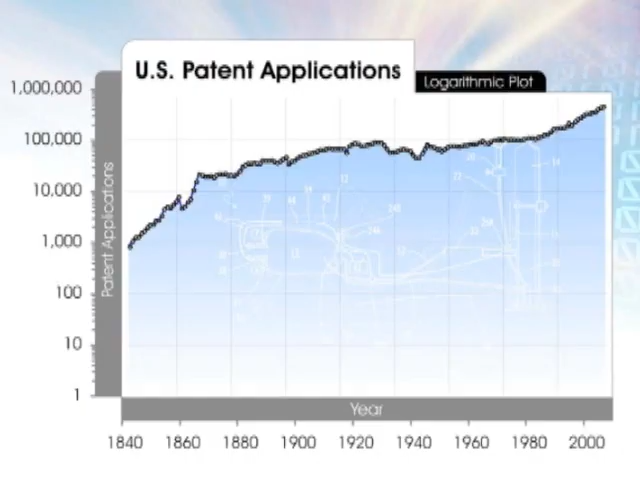 U.S. Patent Applications
Logarithmic Plot
1,000,000
100,000
10,000
1,000
100
10
1
Patent Applications
Year
1840 1860 1880 1900 1920 1940 1960 1980 2000